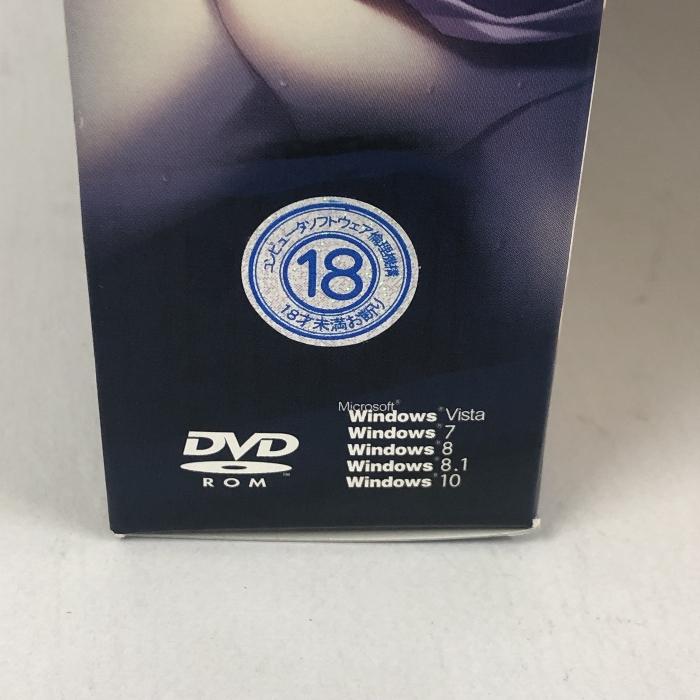 コンピュータソフトウェア倫理機構
18
18才未満お断り
DVD
ROM
TM
Microsoft®
Windows® Vista
Windows® 7
Windows® 8
Windows® 8.1
Windows® 10